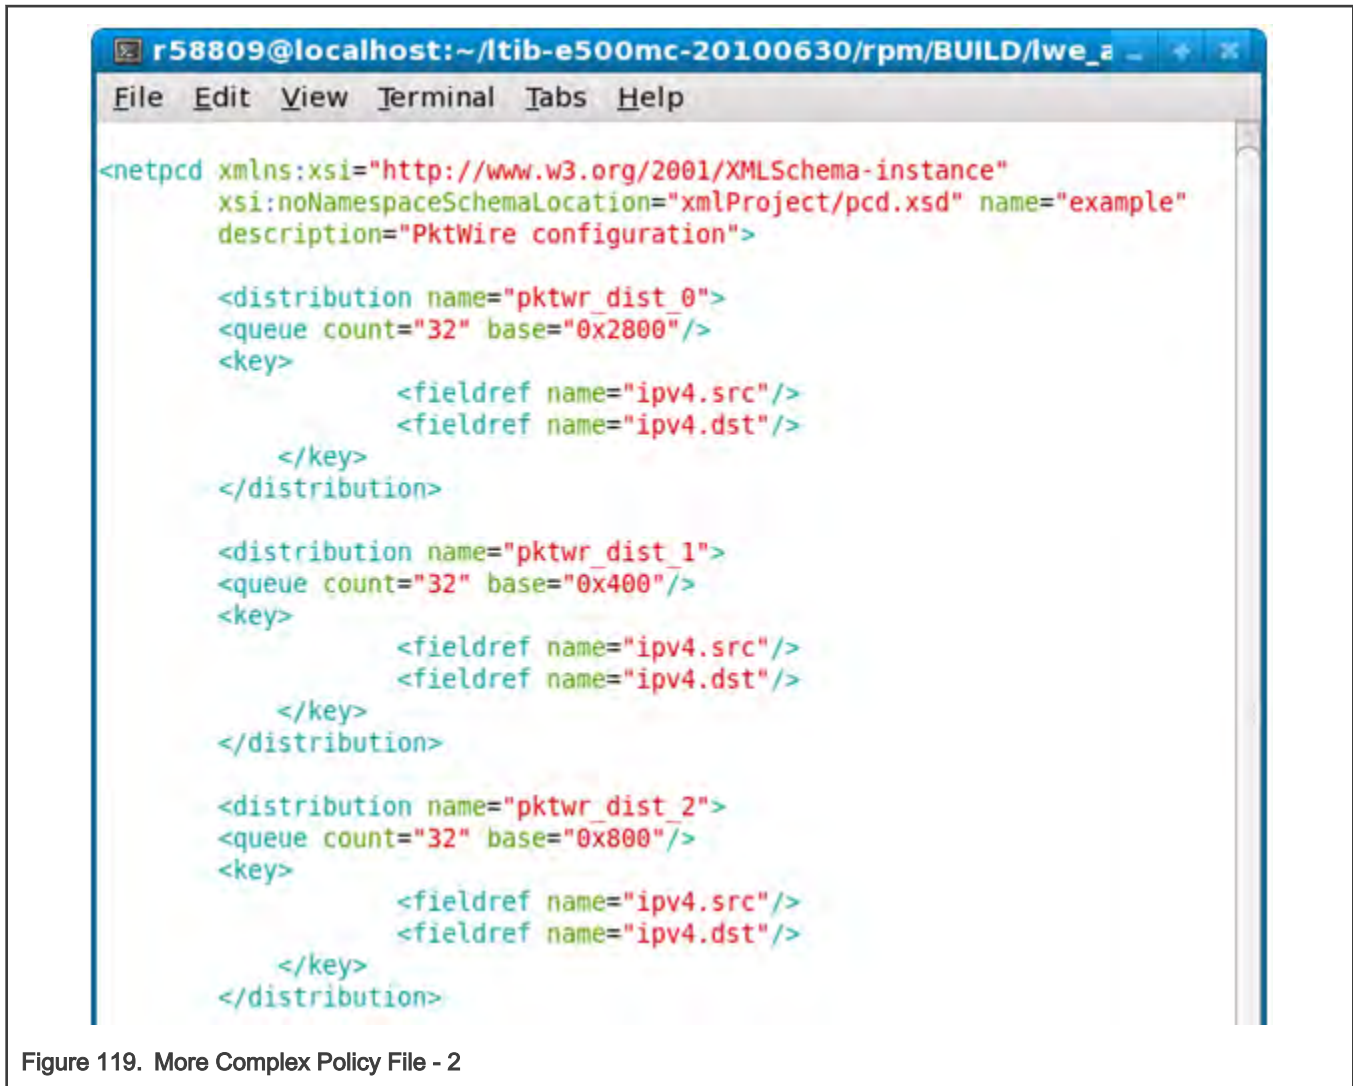 r58809@localhost:~/ltib-e500mc-20100630/rpm/BUILD/lwe_a
File Edit View Terminal Tabs Help
<netpcd xmlns:xsi="http://www.w3.org/2001/XMLSchema-instance"
xsi:noNamespaceSchemaLocation="xmlProject/pcd.xsd" name="example"
description="PktWire configuration">
<distribution name="pktwr_dist_0">
<queue count="32" base="0x2800"/>
<key>
<fieldref name="ipv4.src"/>
<fieldref name="ipv4.dst"/>
</key>
</distribution>
<distribution name="pktwr_dist_1">
<queue count="32" base="0x400"/>
<key>
<fieldref name="ipv4.src"/>
<fieldref name="ipv4.dst"/>
</key>
</distribution>
<distribution name="pktwr_dist_2">
<queue count="32" base="0x800"/>
<key>
<fieldref name="ipv4.src"/>
<fieldref name="ipv4.dst"/>
</key>
</distribution>
Figure 119. More Complex Policy File - 2